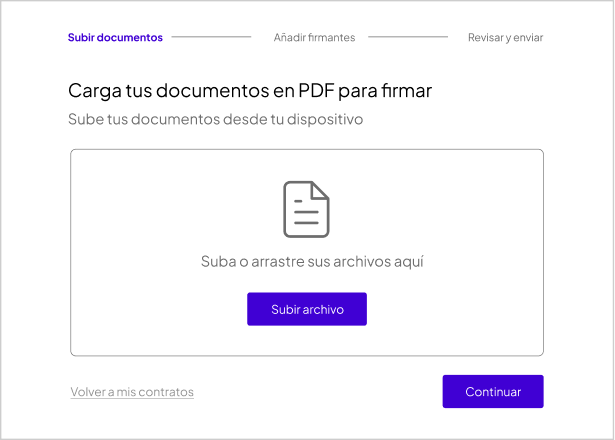 Subir documentos
Añadir firmantes
Revisar y enviar
Carga tus documentos en PDF para firmar
Sube tus documentos desde tu dispositivo
Suba o arrastre sus archivos aquí
Subir archivo
Volver a mis contratos
Continuar